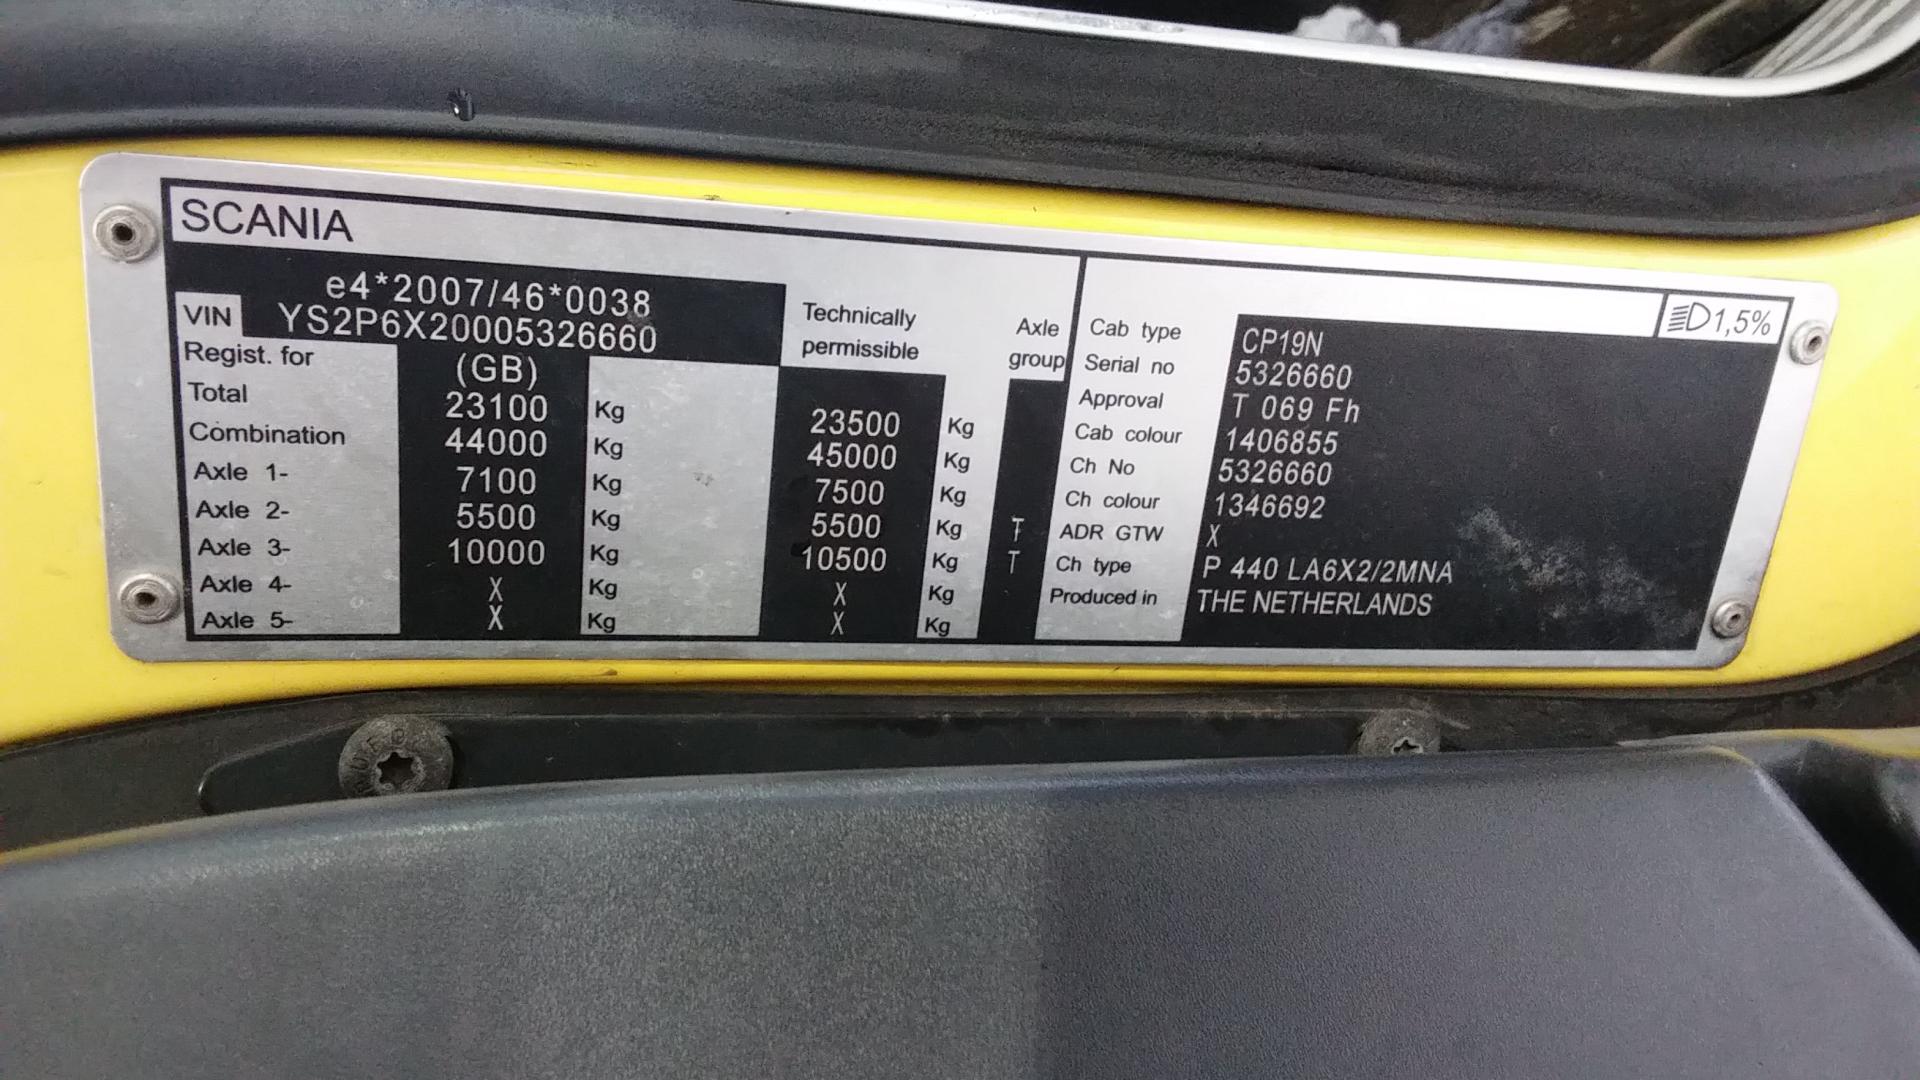 SCANIA
e4*2007/46*0038
VIN YS2P6X20005326660
Regist. for (GB) Technically permissible Axle group
Total 23100 Kg 23500 Kg
Combination 44000 Kg 45000 Kg
Axle 1- 7100 Kg 7500 Kg
Axle 2- 5500 Kg 5500 Kg T
Axle 3- 10000 Kg 10500 Kg T
Axle 4- X Kg X Kg
Axle 5- X Kg X Kg
1,5%
Cab type CP19N
Serial no 5326660
Approval T 069 Fh
Cab colour 1406855
Ch No 5326660
Ch colour 1346692
ADR GTW X
Ch type P 440 LA6X2/2MNA
Produced in THE NETHERLANDS